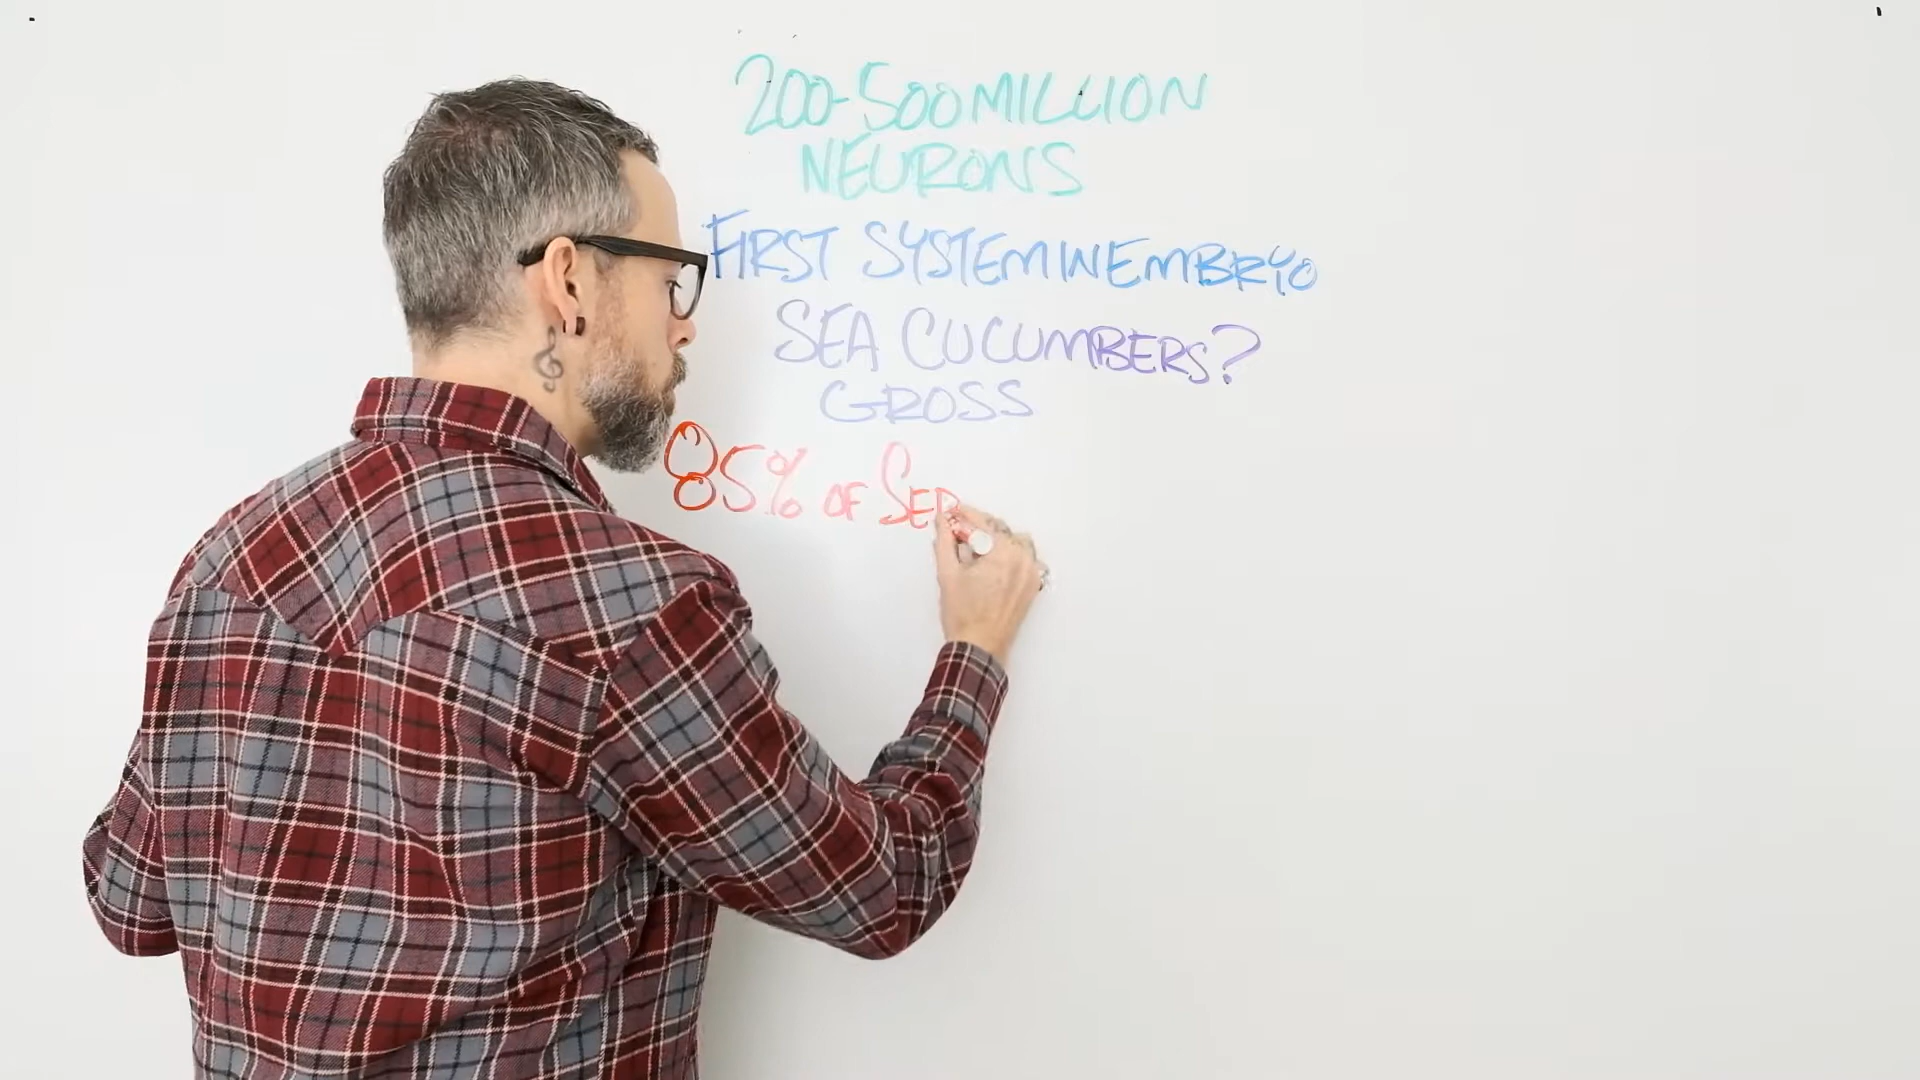 200-500 MILLION
NEURONS
FIRST SYSTEM IN EMBRYO
SEA CUCUMBERS?
GROSS
85% OF SER